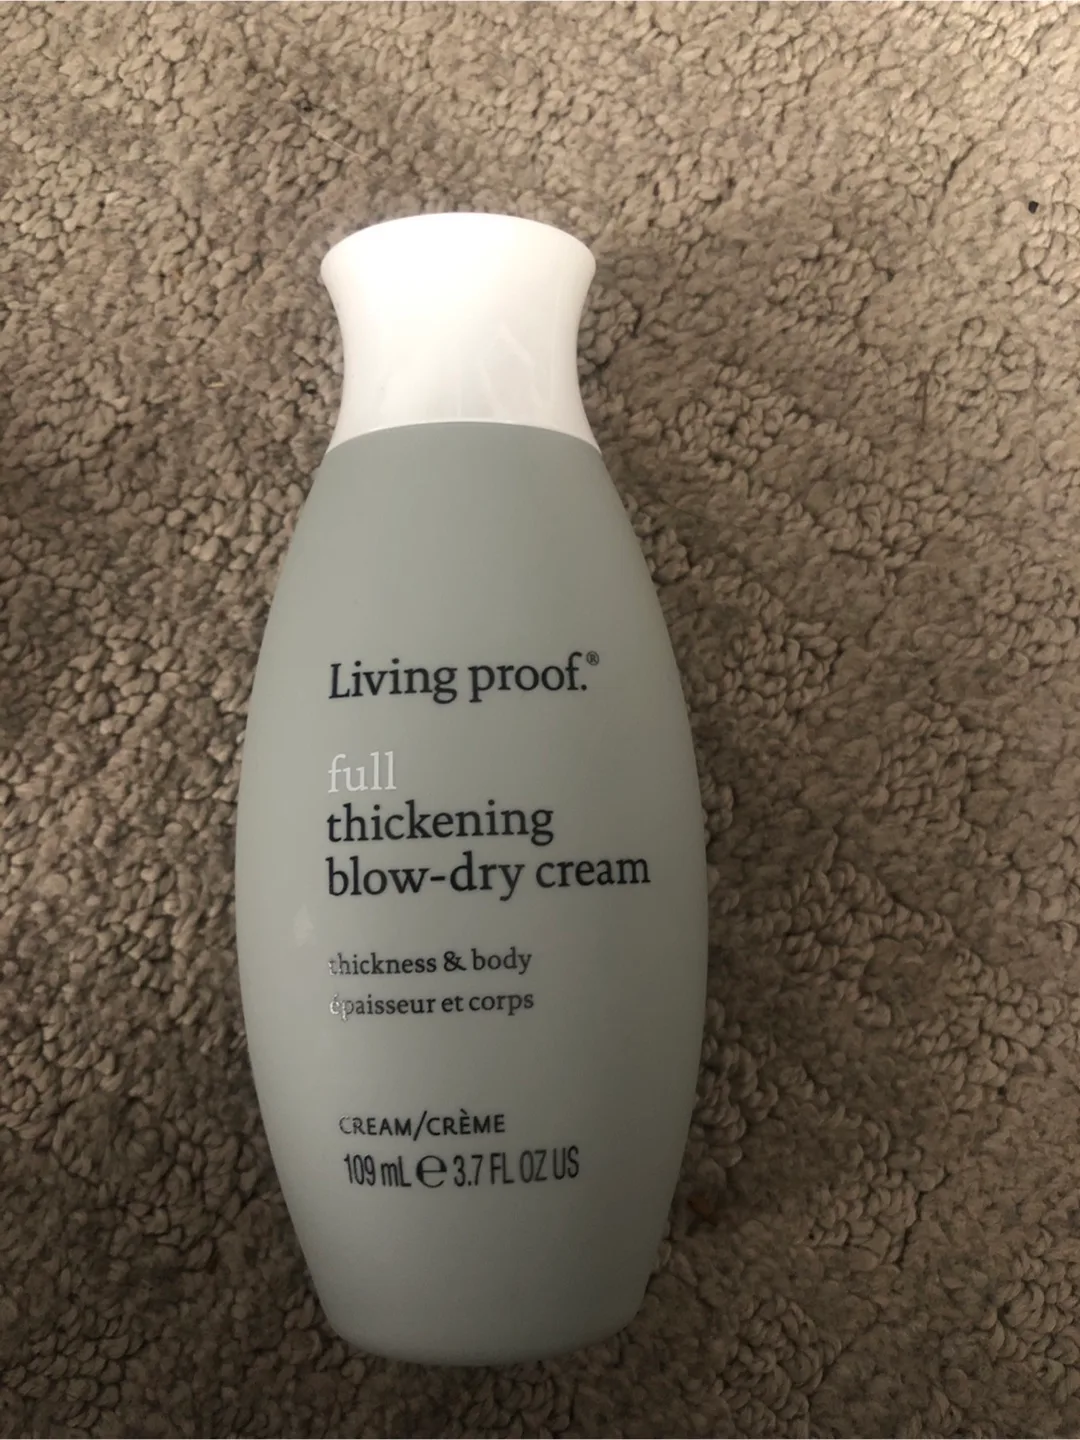 Living proof.®
full
thickening
blow-dry cream
thickness & body
épaisseur et corps
CREAM/CRÈME
109 mL ℮ 3.7 FL OZ US